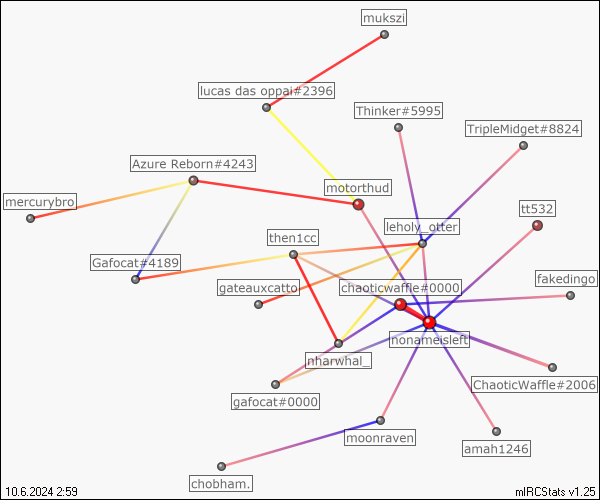 mukszi
lucas das oppai#2396
Thinker#5995
TripleMidget#8824
Azure Reborn#4243
motorthud
mercurybro
tt532
leholy_otter
then1cc
Gafocat#4189
fakedingo
gateauxcatto
chaoticwaffle#0000
nonameisleft
nharwhal_
ChaoticWaffle#2006
gafocat#0000
moonraven
amah1246
chobham.
10.6.2024 2:59
mIRCStats v1.25